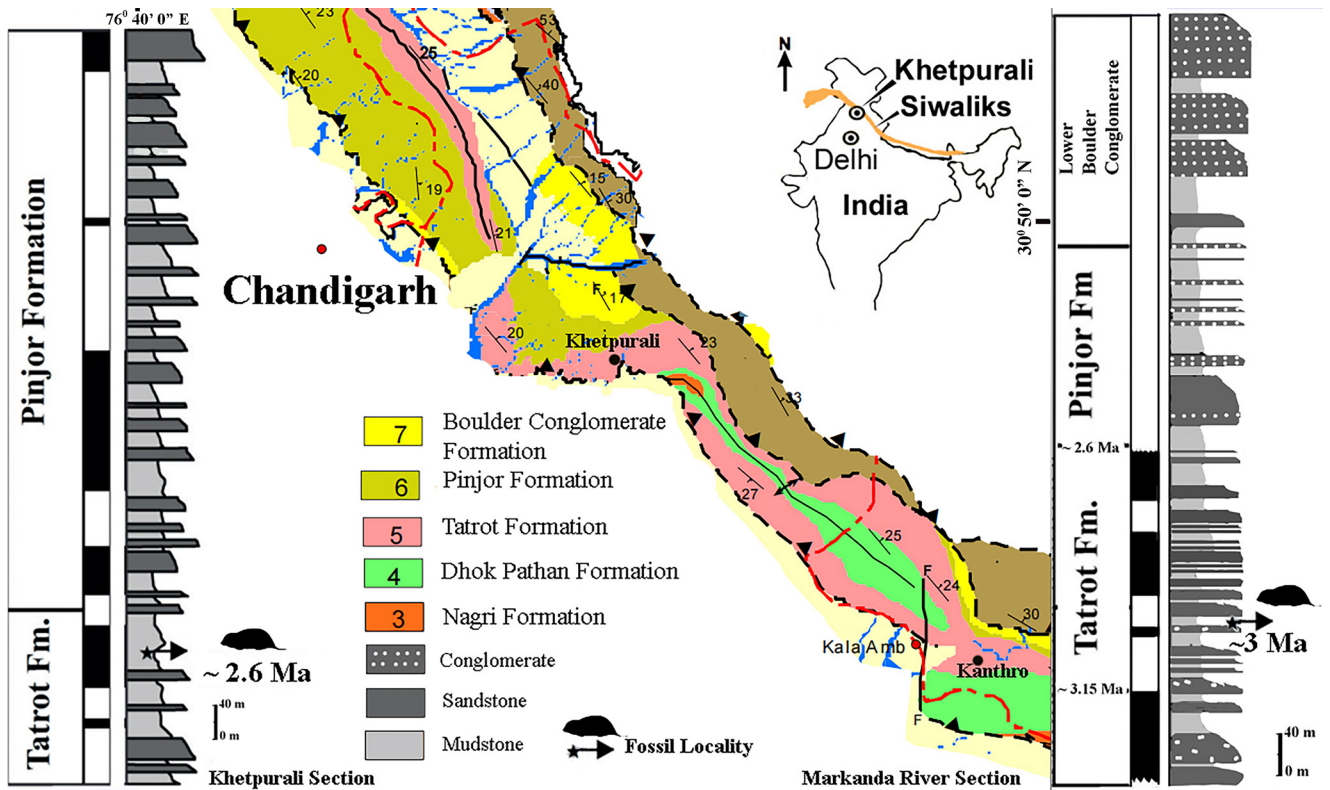 76⁰ 40' 0'' E
Pinjor Formation
Tatrot Fm.
~ 2.6 Ma
40 m
0 m
Khetpurali Section
23
25
53
20
40
19
15
30
21
Chandigarh
F
17
F
20
Khetpurali
23
33
27
25
F
24
30
Kala Amb
Kanthro
F
7 Boulder Conglomerate
Formation
6 Pinjor Formation
5 Tatrot Formation
4 Dhok Pathan Formation
3 Nagri Formation
Conglomerate
Sandstone
Mudstone
Fossil Locality
N
Khetpurali
Siwaliks
Delhi
India
30⁰ 50' 0'' N
Lower
Boulder
Conglomerate
Pinjor Fm
~ 2.6 Ma
Tatrot Fm.
~ 3.15 Ma
~3 Ma
40 m
0 m
Markanda River Section